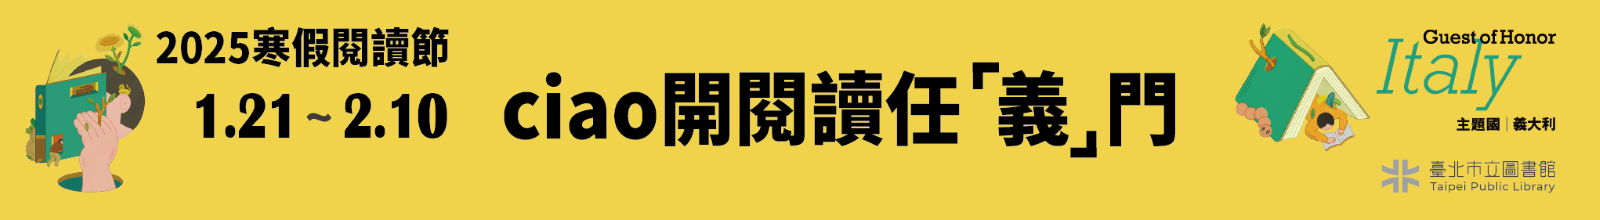 2025寒假閱讀節
1.21~2.10
ciao開閱讀任「義」門
Guest of Honor
Italy
主題國|義大利
臺北市立圖書館
Taipei Public Library